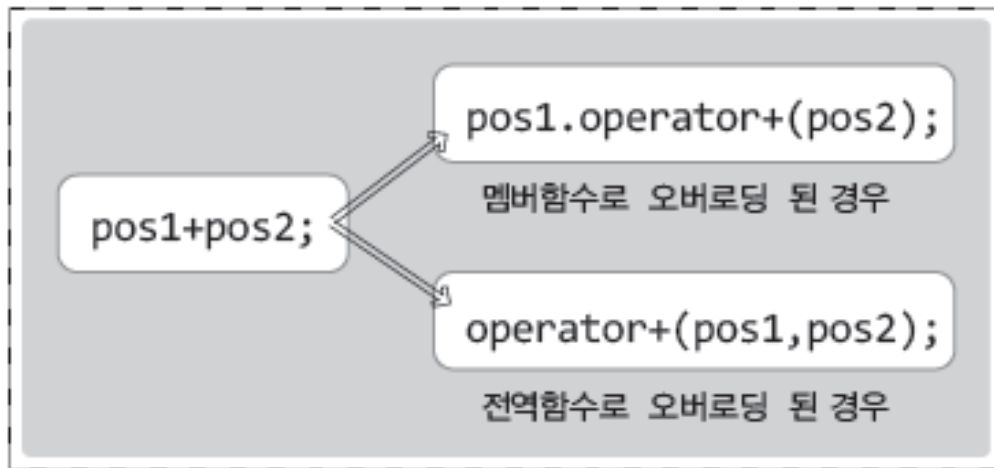 pos1.operator+(pos2);
멤버함수로 오버로딩 된 경우
pos1+pos2;
operator+(pos1,pos2);
전역함수로 오버로딩 된 경우